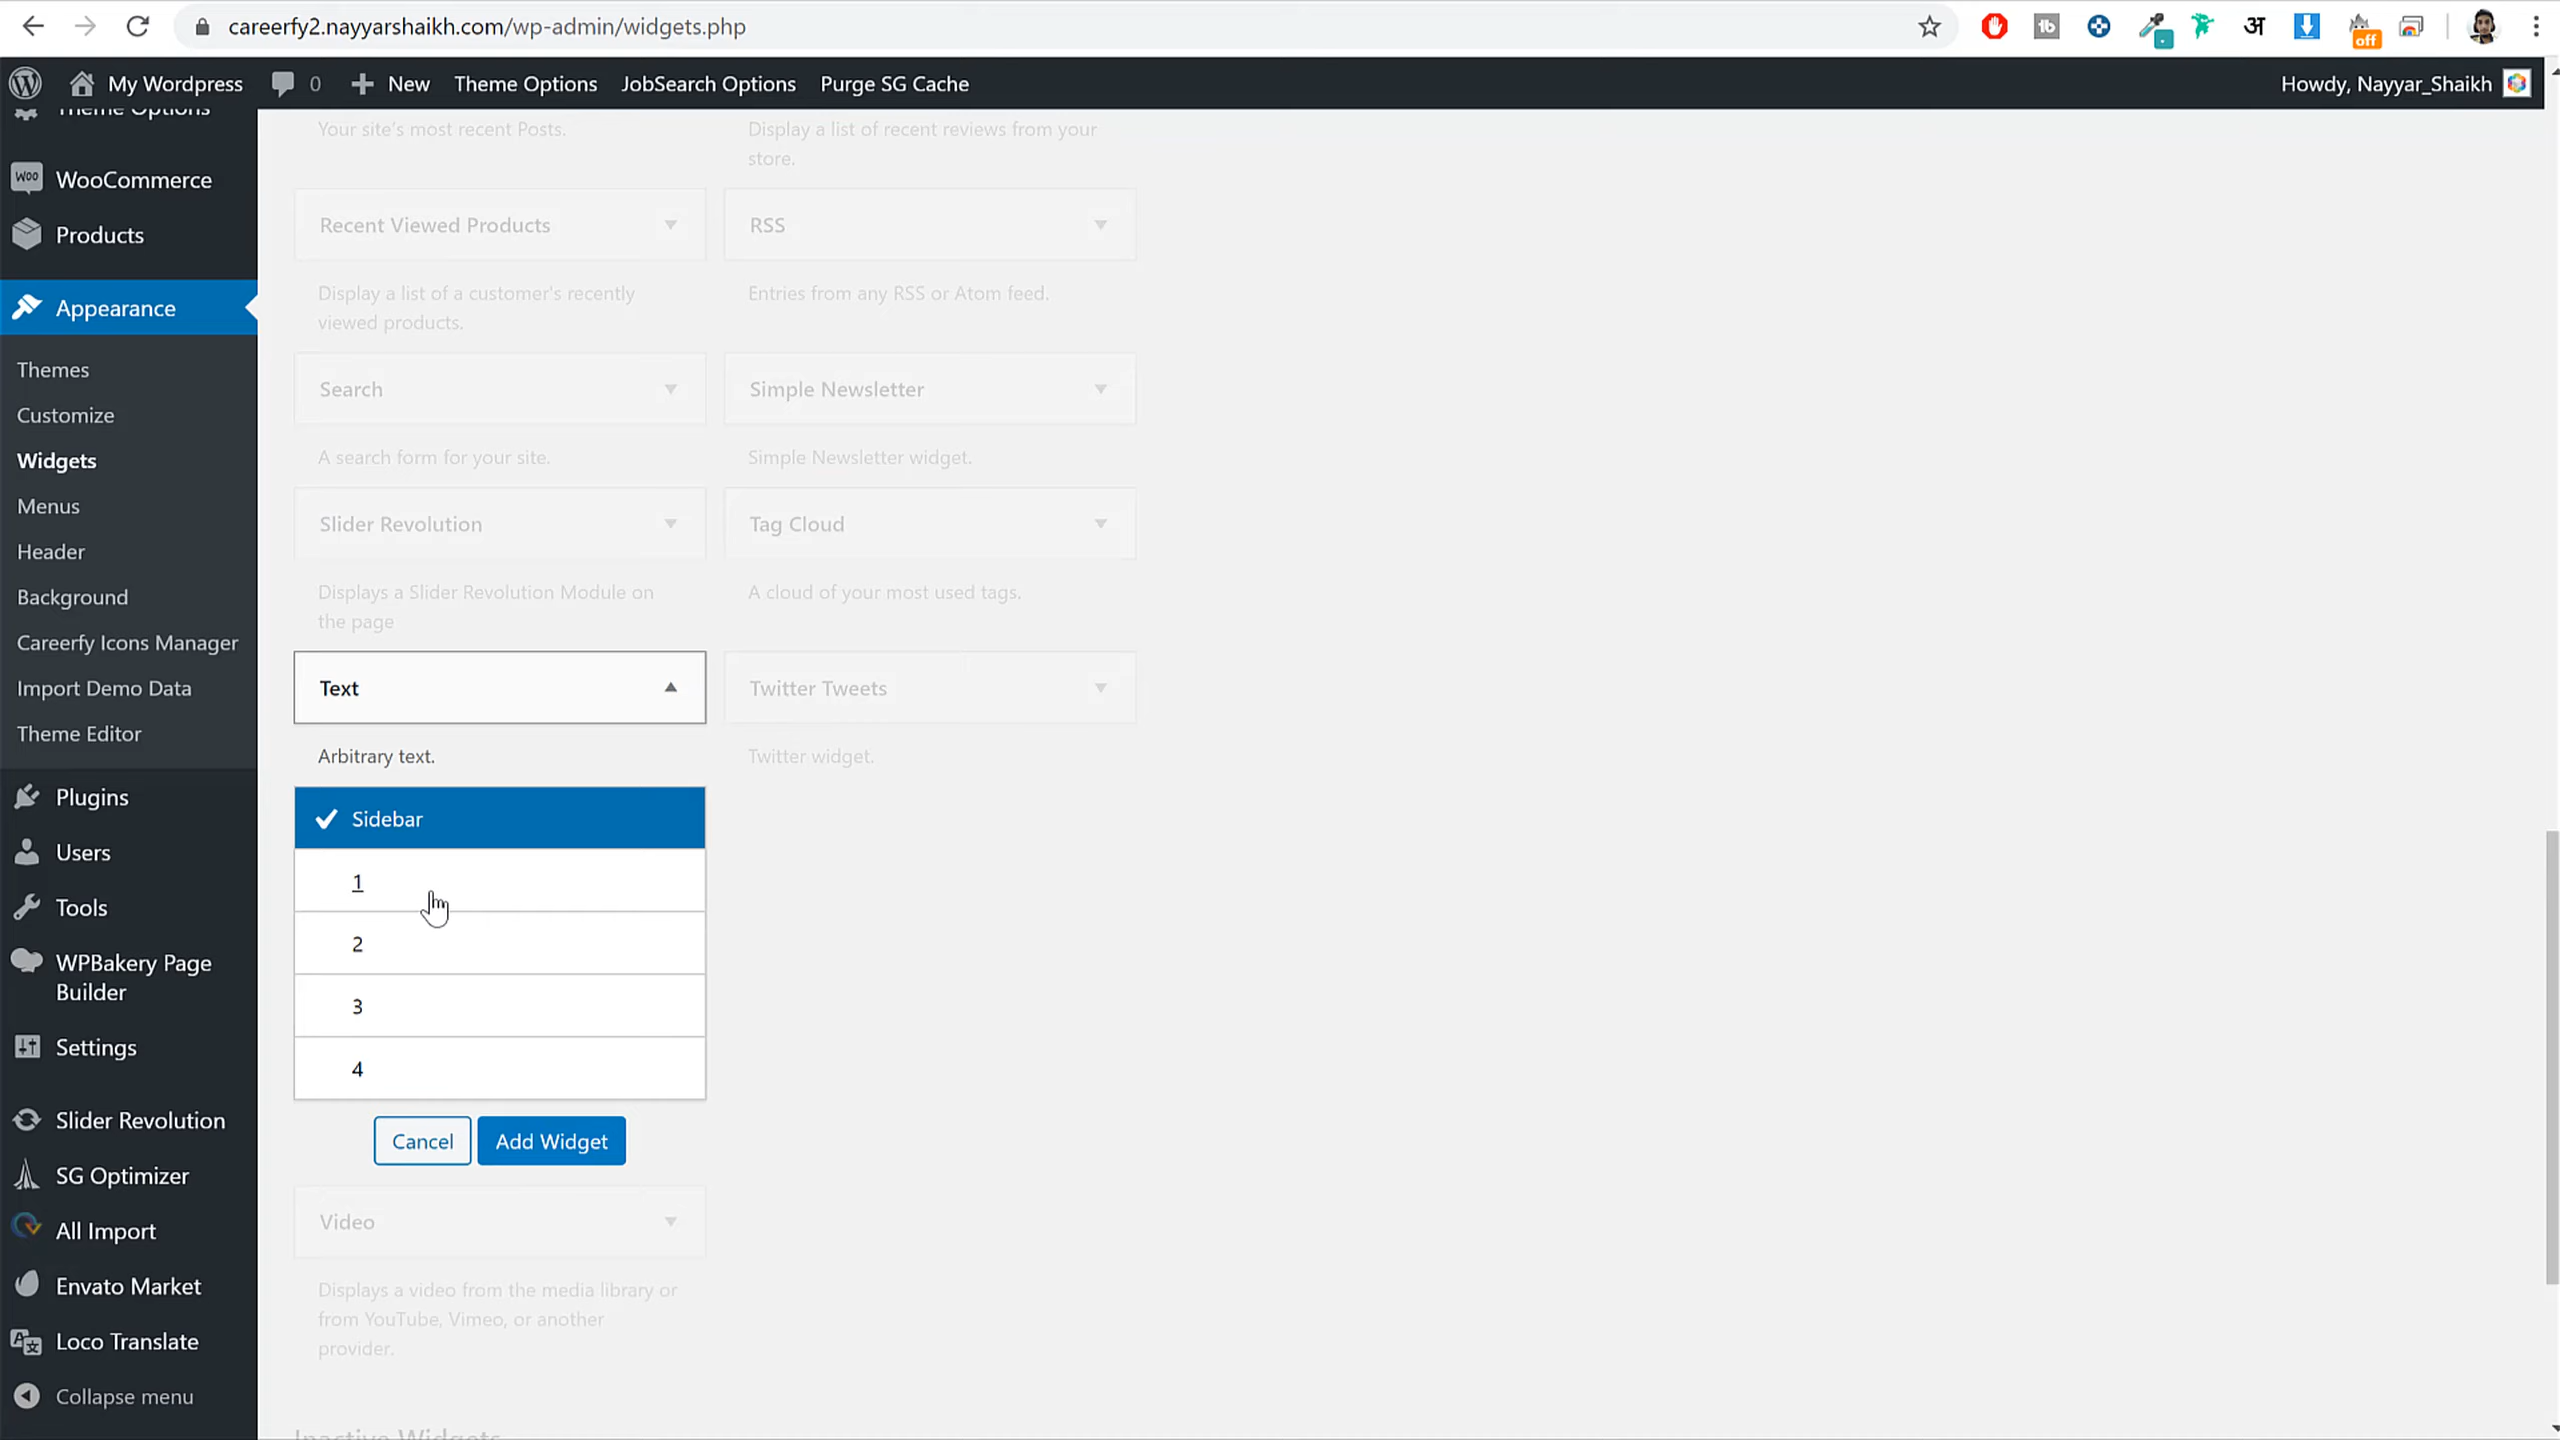 careerfy2.nayyarshaikh.com/wp-admin/widgets.php
off
My Wordpress
0
New
Theme Options
JobSearch Options
Purge SG Cache
Howdy, Nayyar_Shaikh
Theme Options
WooCommerce
Products
Appearance
Themes
Customize
Widgets
Menus
Header
Background
Careerfy Icons Manager
Import Demo Data
Theme Editor
Plugins
Users
Tools
WPBakery Page
Builder
Settings
Slider Revolution
SG Optimizer
All Import
Envato Market
Loco Translate
Collapse menu
Your site's most recent Posts.
Display a list of recent reviews from your
store.
Recent Viewed Products
RSS
Display a list of a customer's recently
viewed products.
Entries from any RSS or Atom feed.
Search
Simple Newsletter
A search form for your site.
Simple Newsletter widget.
Slider Revolution
Tag Cloud
Displays a Slider Revolution Module on
the page
A cloud of your most used tags.
Text
Twitter Tweets
Arbitrary text.
Twitter widget.
Sidebar
1
2
3
4
Cancel
Add Widget
Video
Displays a video from the media library or
from YouTube, Vimeo, or another
provider.
Inactive Widgets